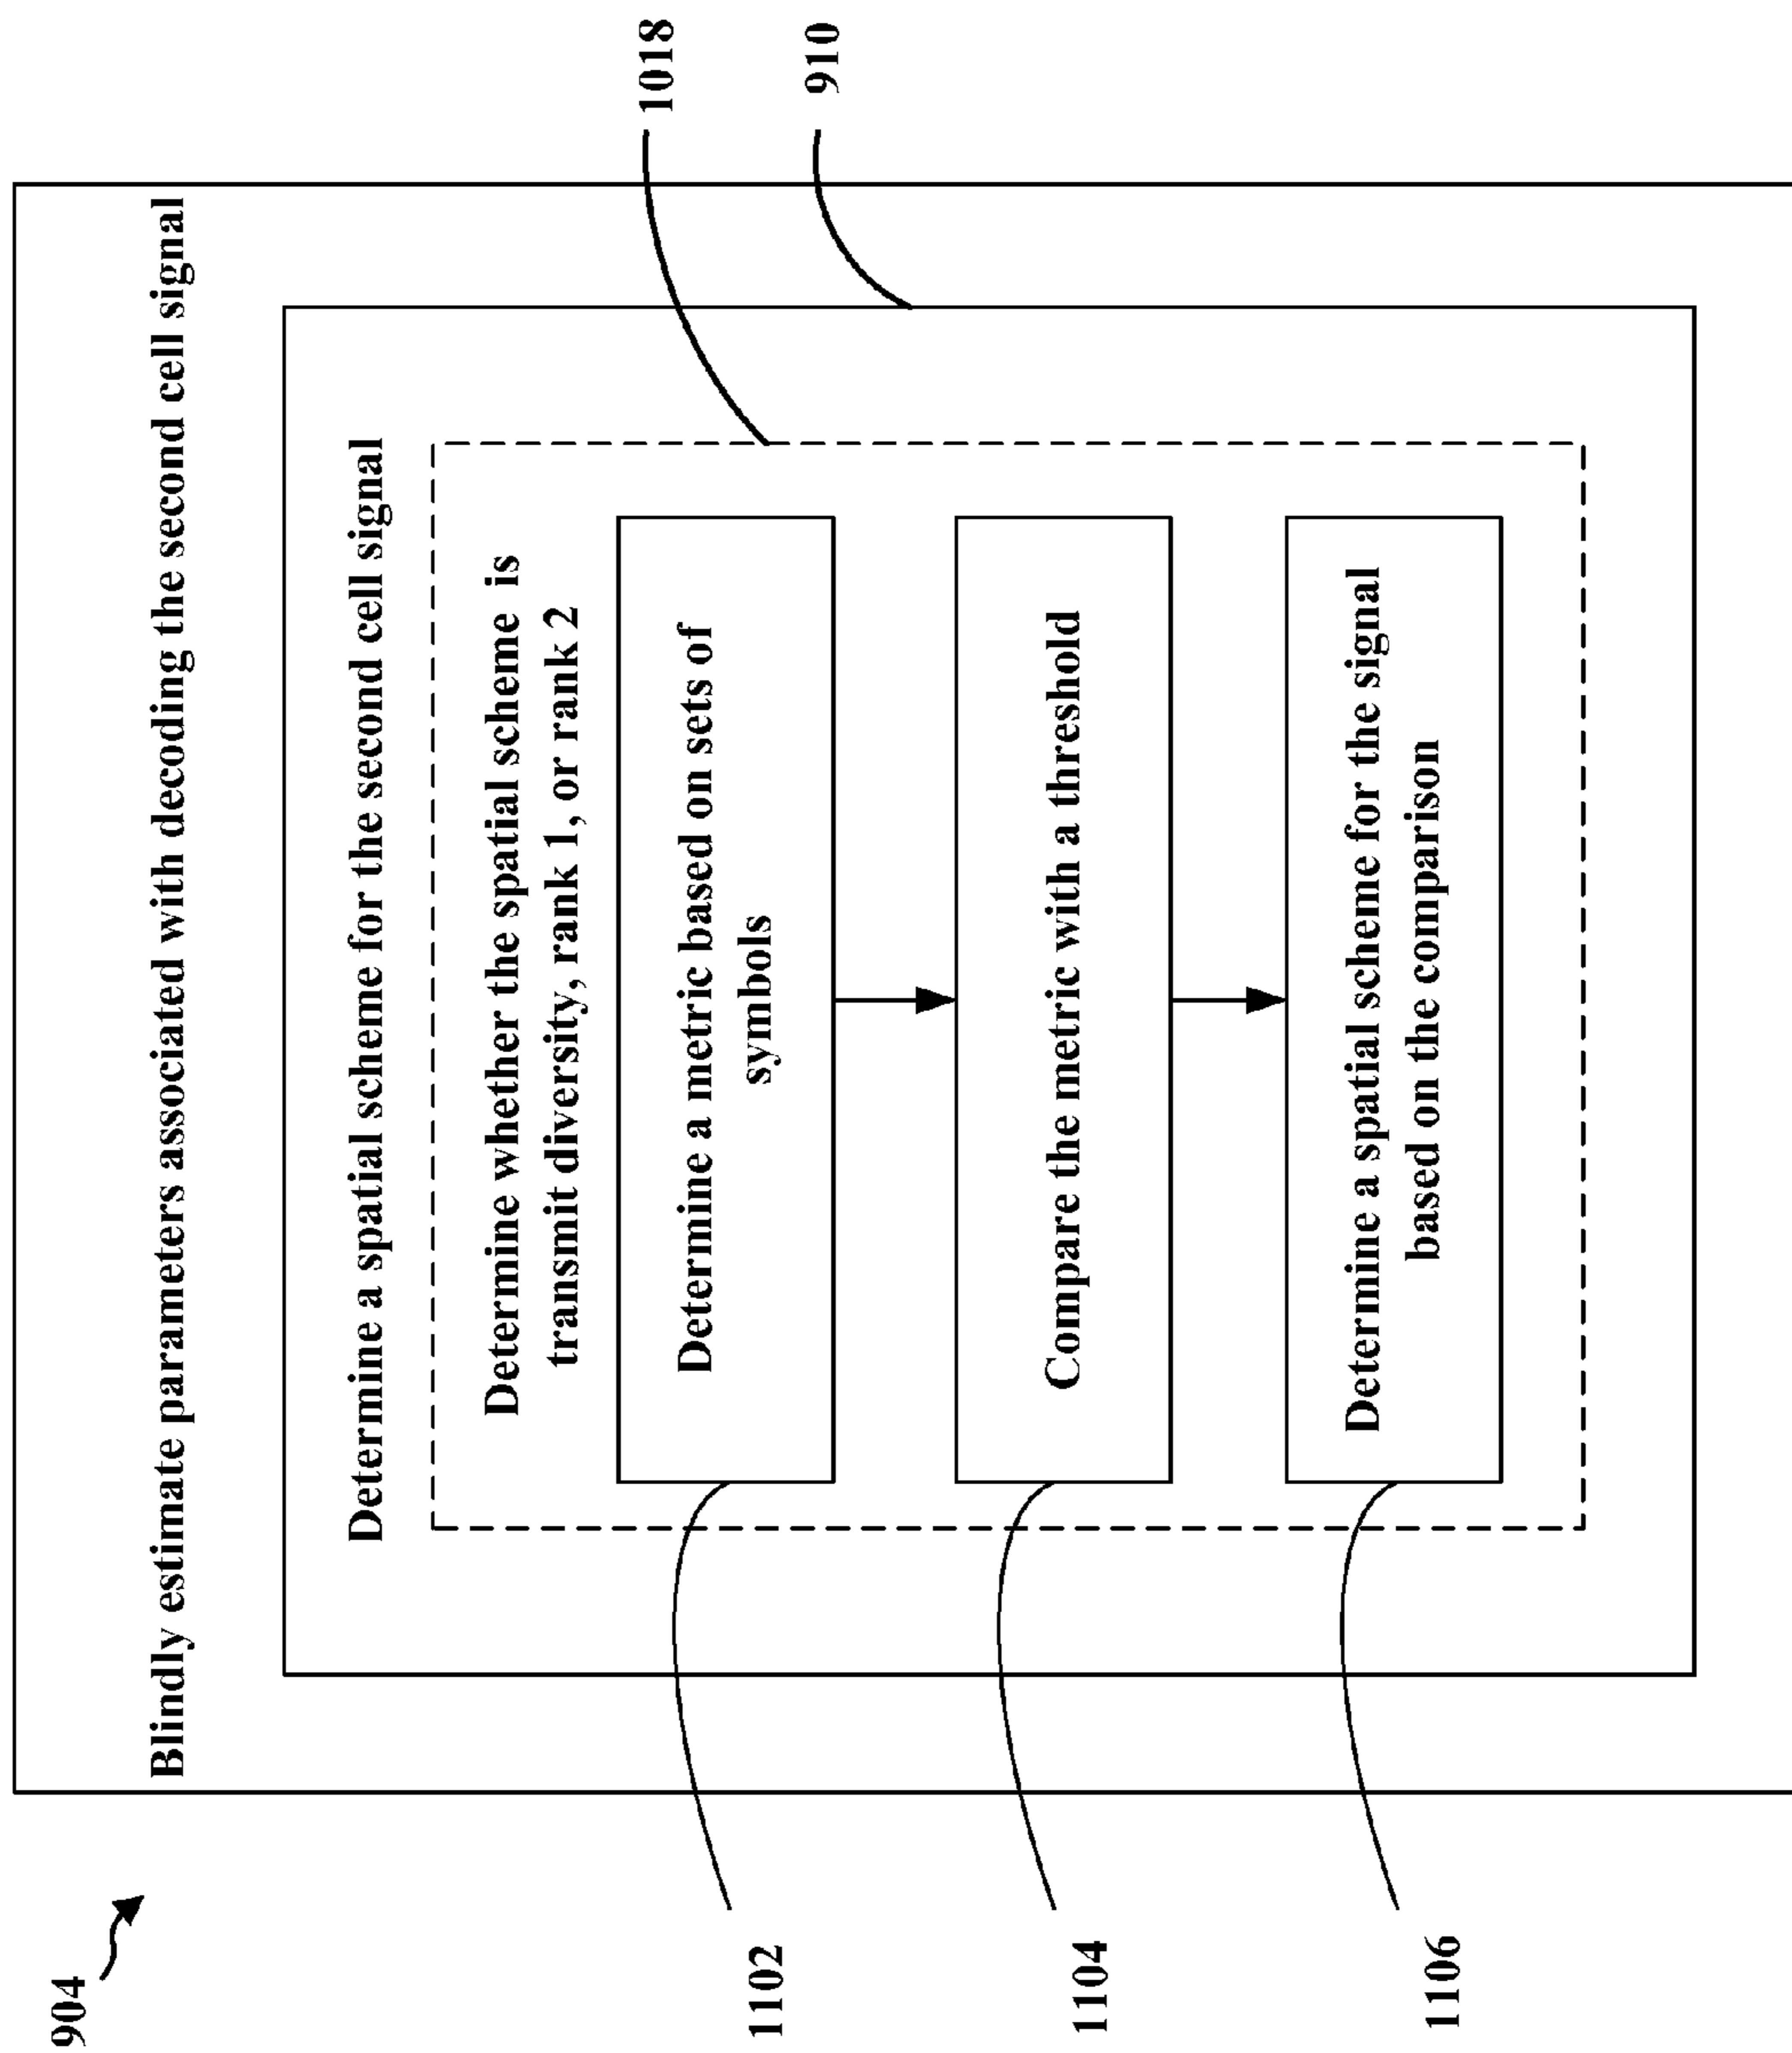 904
Blindly estimate parameters associated with decoding the second cell signal
Determine a spatial scheme for the second cell signal
1018
910
Determine whether the spatial scheme is
transmit diversity, rank 1, or rank 2
1102
Determine a metric based on sets of
symbols
1104
Compare the metric with a threshold
1106
Determine a spatial scheme for the signal
based on the comparison